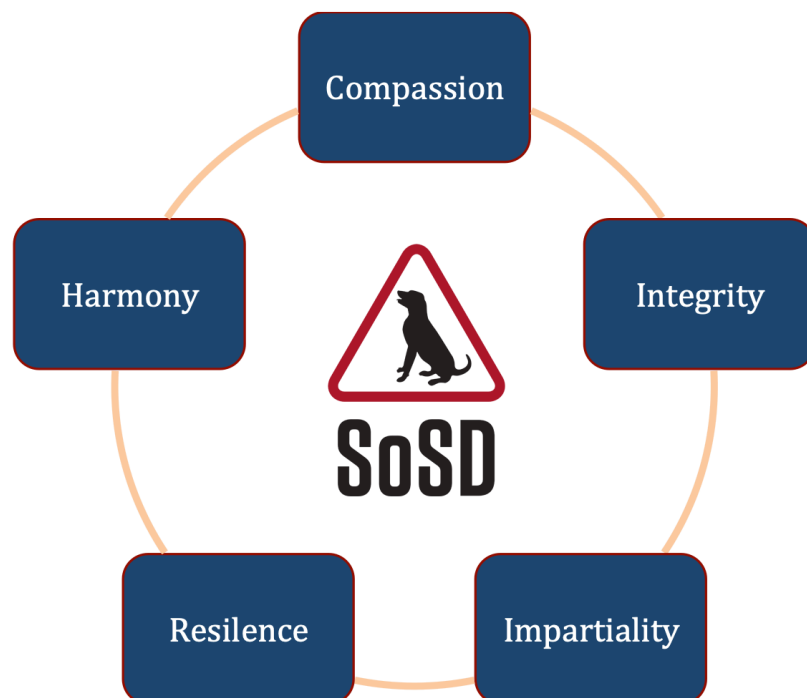 Compassion
Harmony
Integrity
SoSD
Resilence
Impartiality